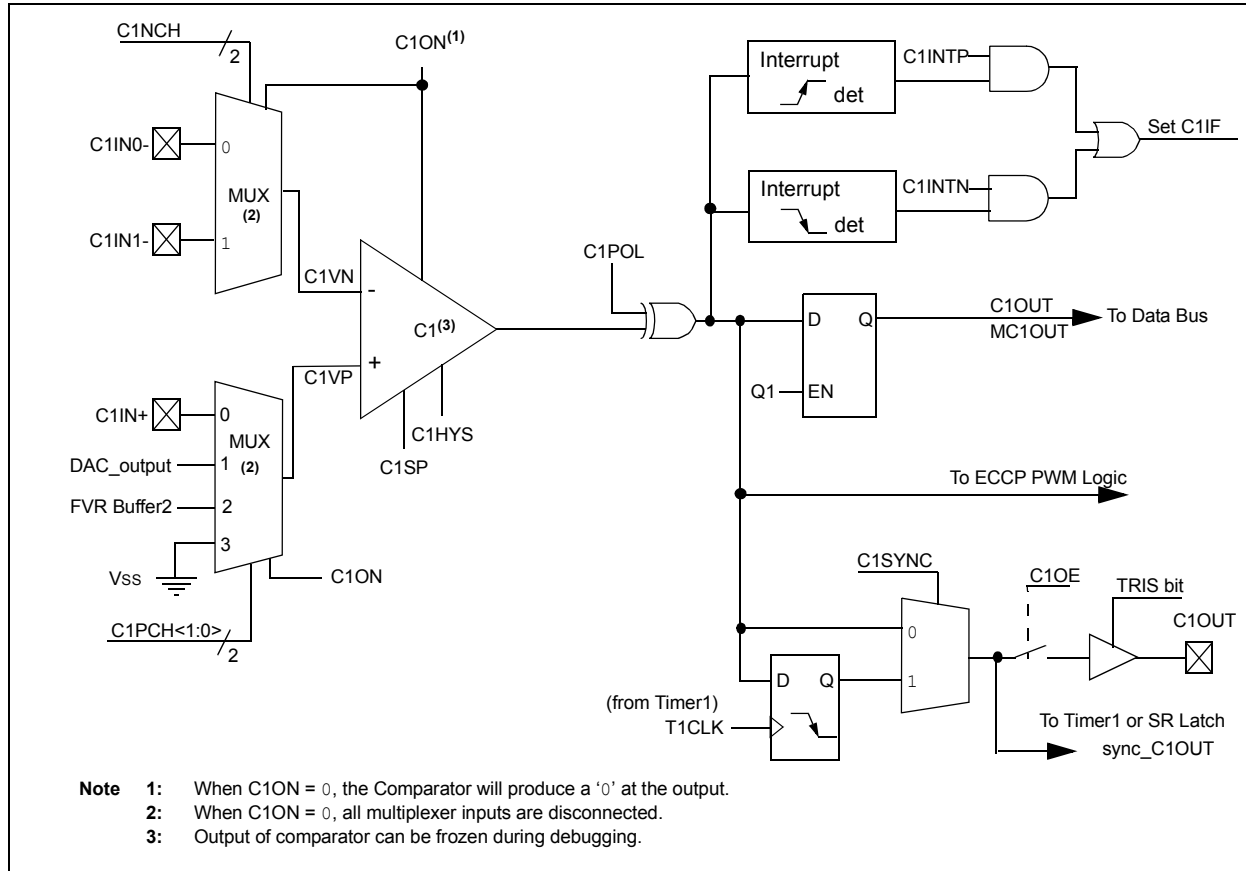 C1NCH
2
C1ON(1)
Interrupt
det
C1INTP
C1IN0-
0
MUX
(2)
Set C1IF
Interrupt
det
C1INTN
C1IN1-
1
C1POL
C1VN
-
C1(3)
D
Q
C1OUT
MC1OUT
To Data Bus
+
C1VP
Q1
EN
C1IN+
0
MUX
(2)
C1HYS
C1SP
DAC_output
1
To ECCP PWM Logic
FVR Buffer2
2
3
VSS
C1ON
C1SYNC
C1OE
TRIS bit
C1OUT
C1PCH<1:0>
2
0
D
Q
1
(from Timer1)
T1CLK
To Timer1 or SR Latch
sync_C1OUT
Note 1: When C1ON = 0, the Comparator will produce a ‘0’ at the output.
2: When C1ON = 0, all multiplexer inputs are disconnected.
3: Output of comparator can be frozen during debugging.